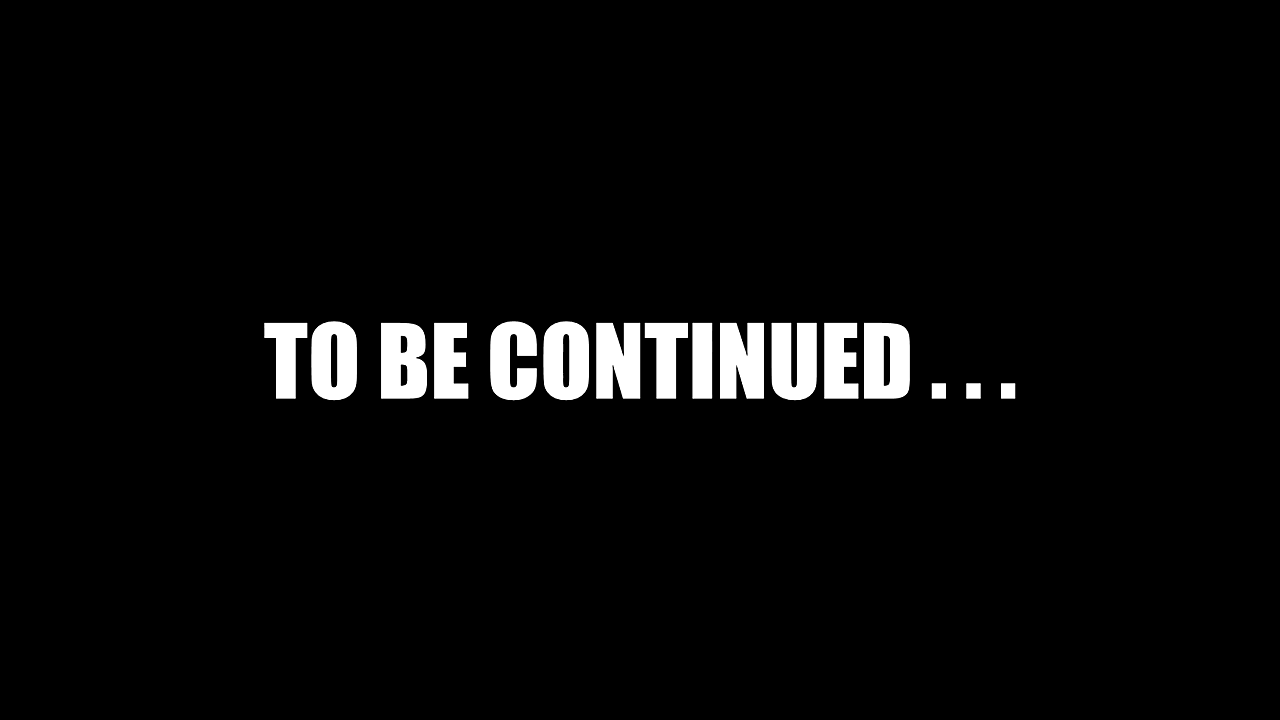 TO BE CONTINUED . . .